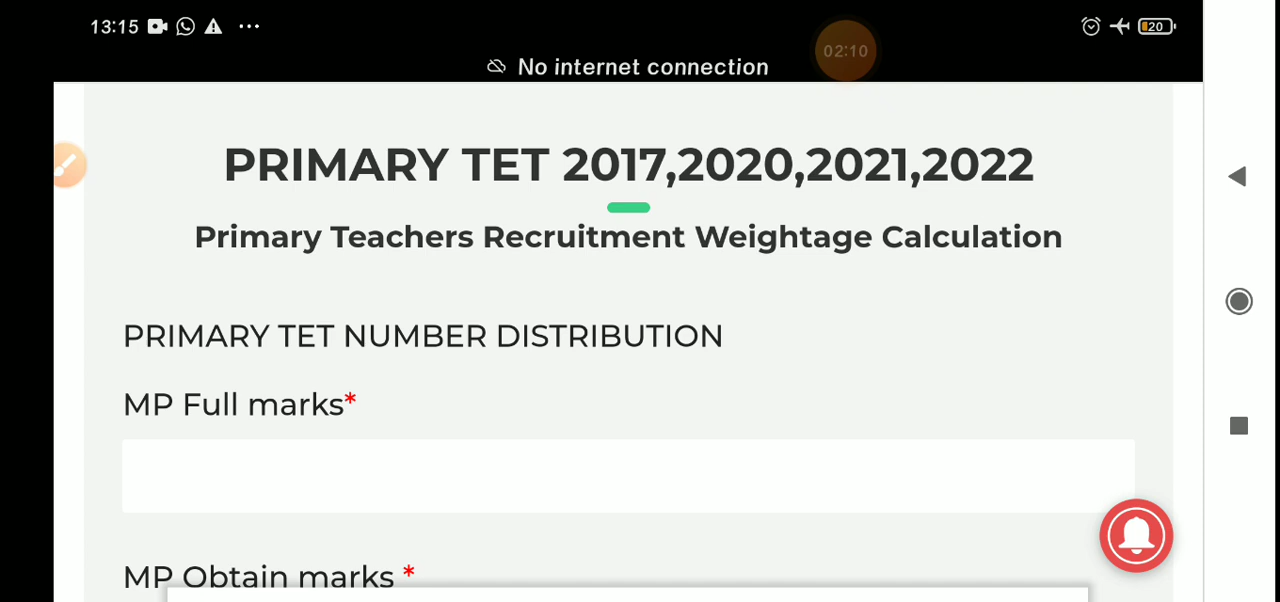 13:15 ...
20
02:10
No internet connection
PRIMARY TET 2017,2020,2021,2022
Primary Teachers Recruitment Weightage Calculation
PRIMARY TET NUMBER DISTRIBUTION
MP Full marks*
MP Obtain marks *